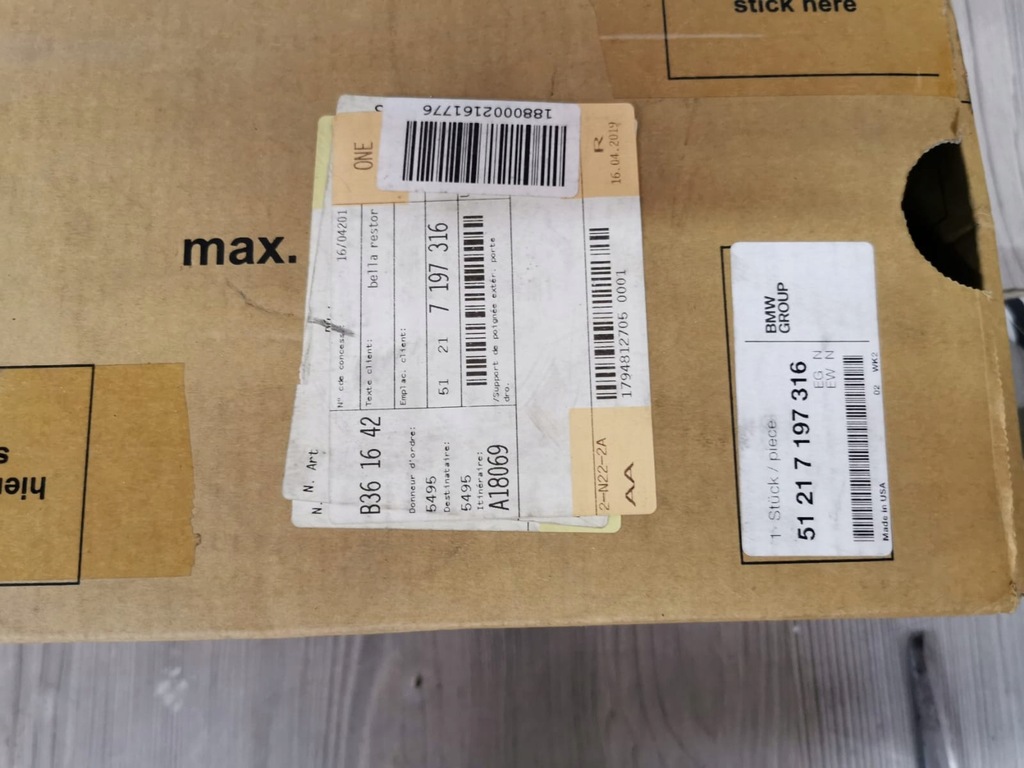 stick here
max.
hier
18800002161776
ONE
R
16.04.2019
N. N. Art
N° cde concess
16/04201
Texte client:
bella restor
Emplac. client:
51 21 7 197 316
/Support de poignée extér. porte
dro.
B36 16 42
Donneur d'ordre:
5495
Destinataire:
5495
Itinéraire:
A18069
1794812705 0001
2-N22-2A
AA
BMW
GROUP
1 Stück / piece
51 21 7 197 316
EG N
EW N
Made in USA
02 WK2